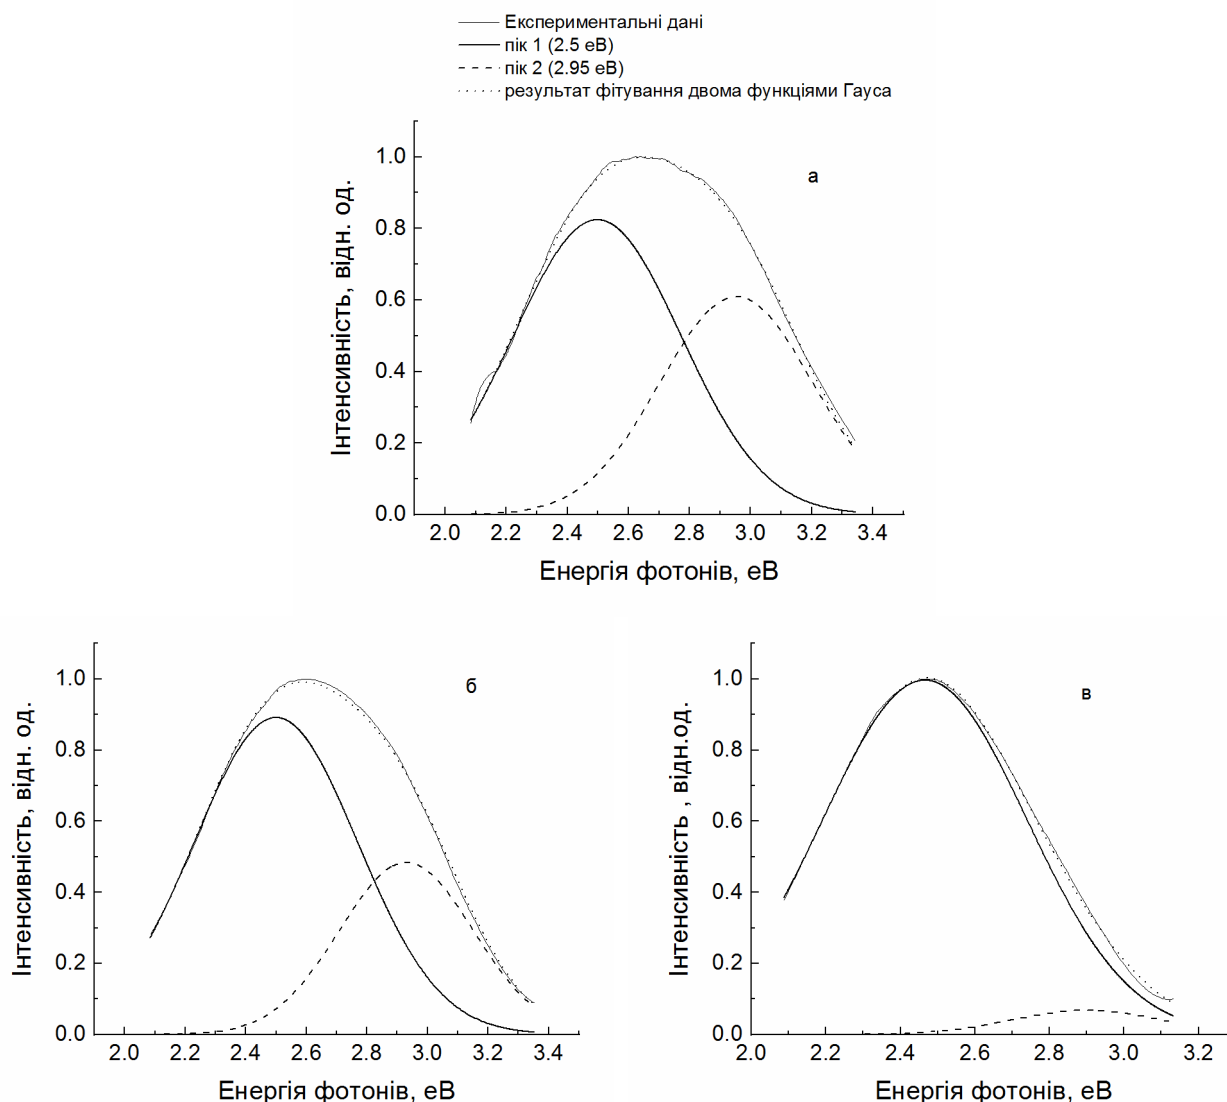 Експериментальні дані
пік 1 (2.5 еВ)
пік 2 (2.95 еВ)
результат фітування двома функціями Гауса
а
Інтенсивність, відн. од.
1.0
0.8
0.6
0.4
0.2
0.0
2.0 2.2 2.4 2.6 2.8 3.0 3.2 3.4
Енергія фотонів, еВ
б
Інтенсивність, відн. од.
1.0
0.8
0.6
0.4
0.2
0.0
2.0 2.2 2.4 2.6 2.8 3.0 3.2 3.4
Енергія фотонів, еВ
в
Інтенсивність , відн.од.
1.0
0.8
0.6
0.4
0.2
0.0
2.0 2.2 2.4 2.6 2.8 3.0 3.2
Енергія фотонів, еВ